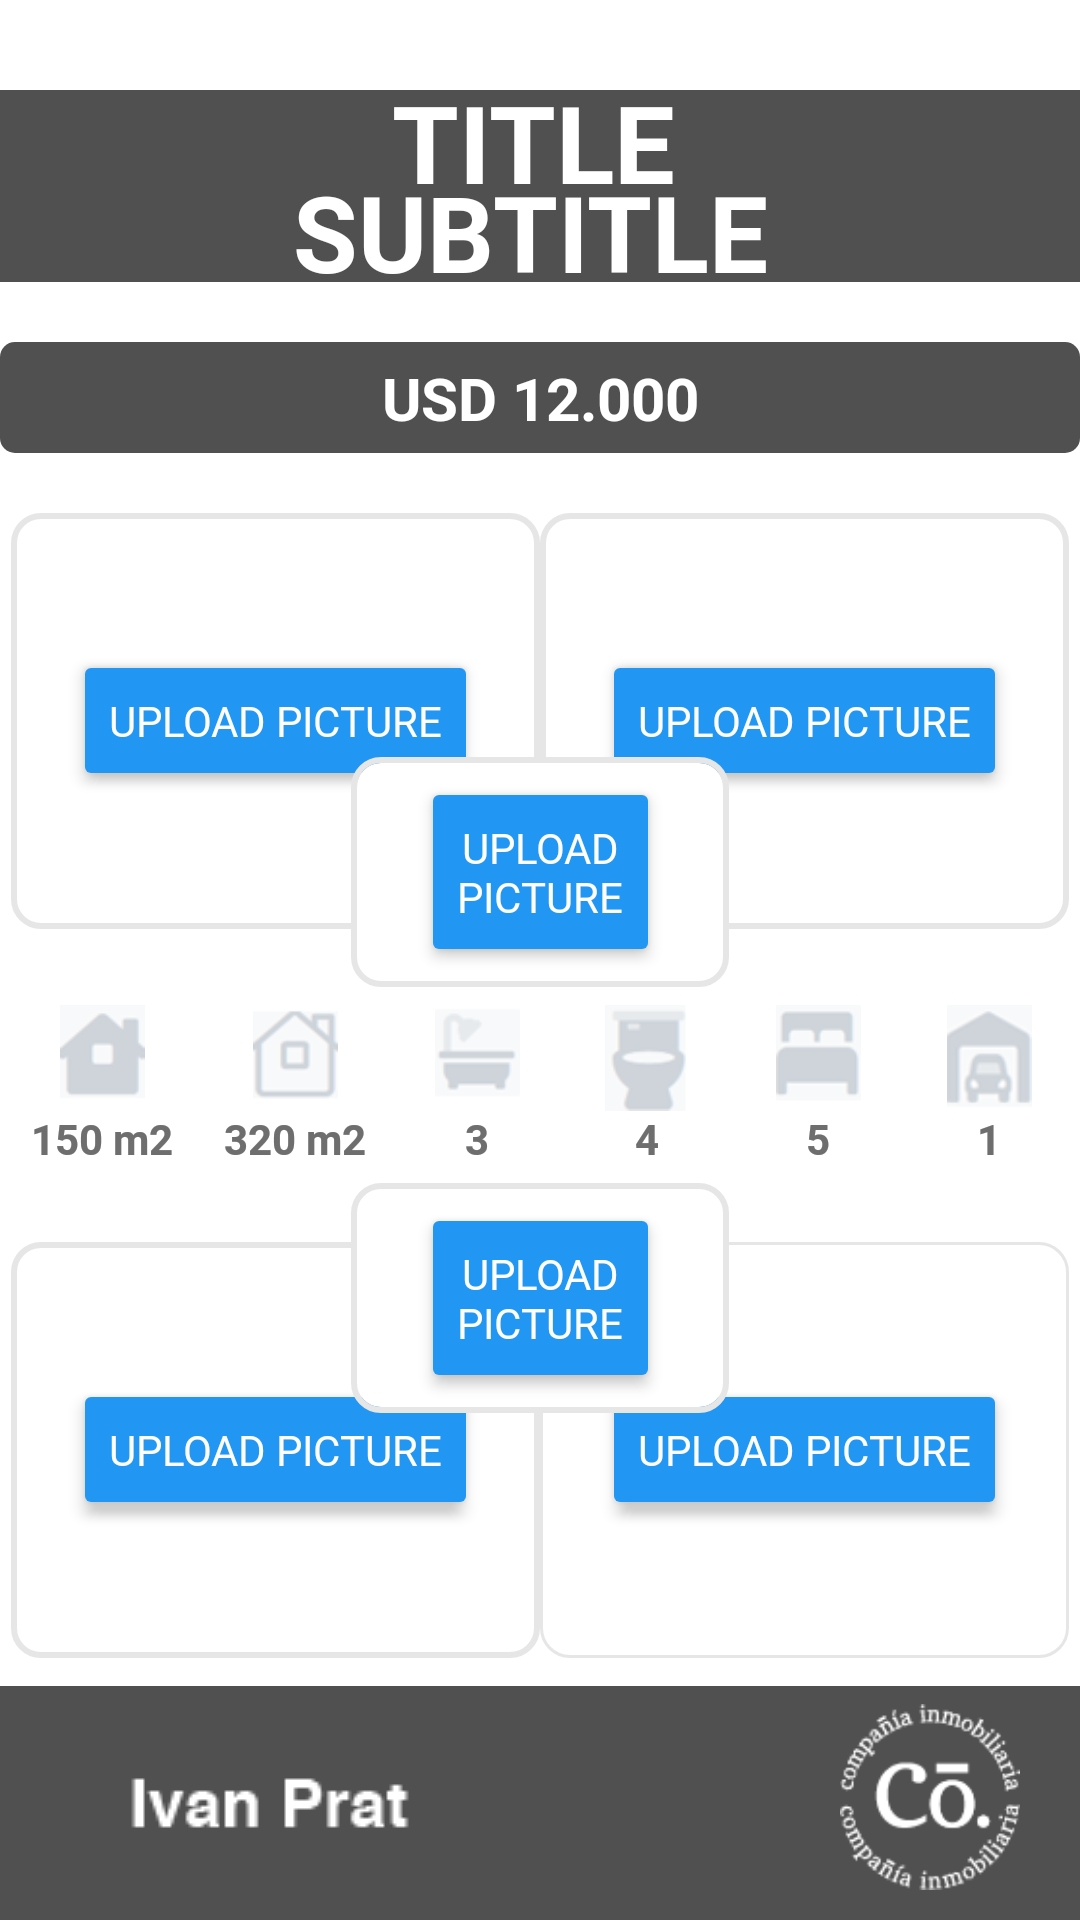 TITLE
SUBTITLE
USD 12.000
UPLOAD PICTURE
UPLOAD PICTURE
UPLOAD
PICTURE
150 m2 320 m2 3 4 5 1
UPLOAD
PICTURE
UPLOAD PICTURE
UPLOAD PICTURE
Ivan Prat
compañía inmobiliaria
Cō.
compañía inmobiliaria